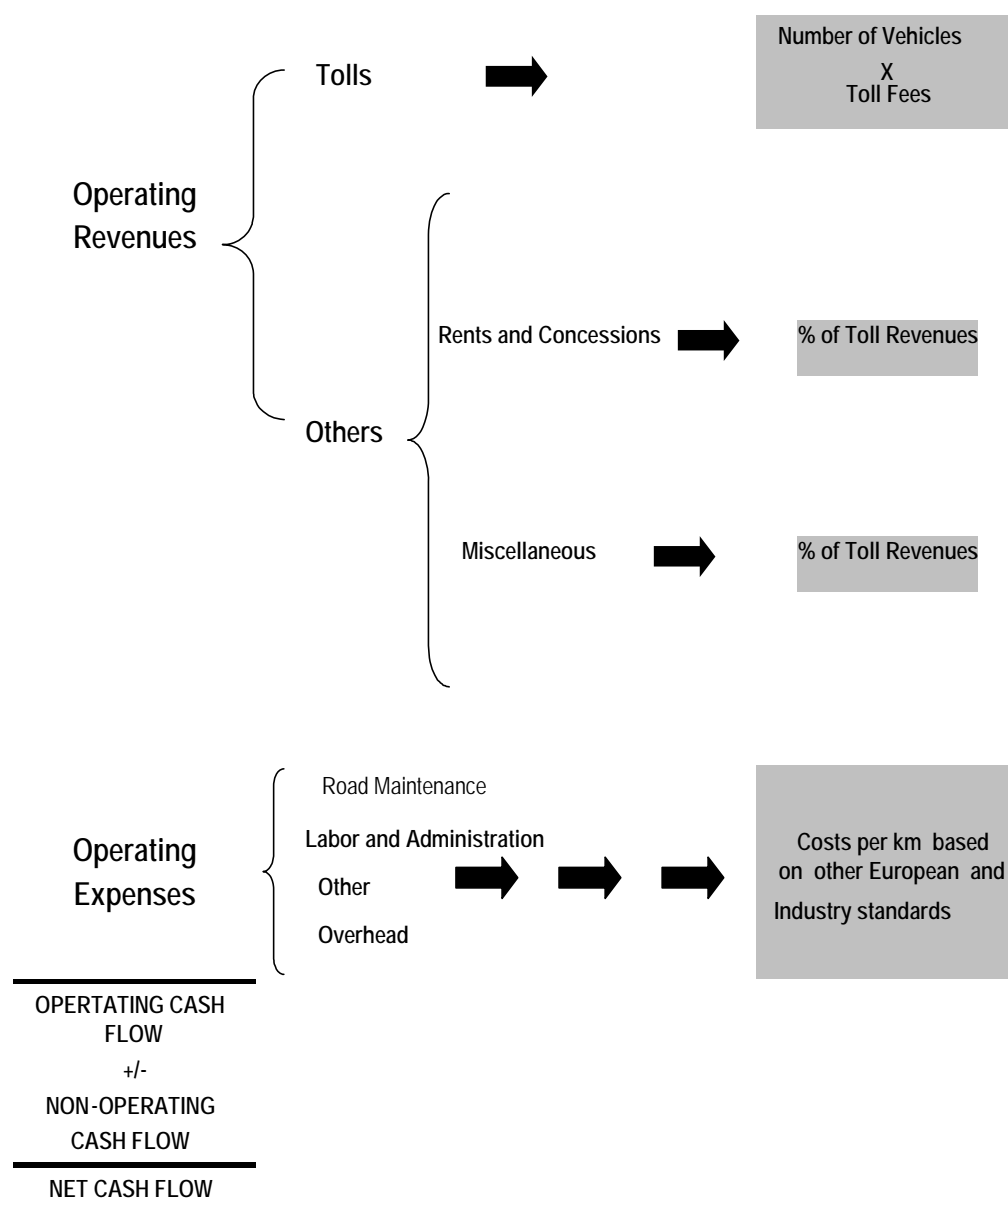 Number of Vehicles
X
Toll Fees
Tolls
Operating
Revenues
Rents and Concessions
% of Toll Revenues
Others
Miscellaneous
% of Toll Revenues
Road Maintenance
Labor and Administration
Other
Overhead
Operating
Expenses
Costs per km based
on other European and
Industry standards
OPERTATING CASH
FLOW
+/-
NON-OPERATING
CASH FLOW
NET CASH FLOW